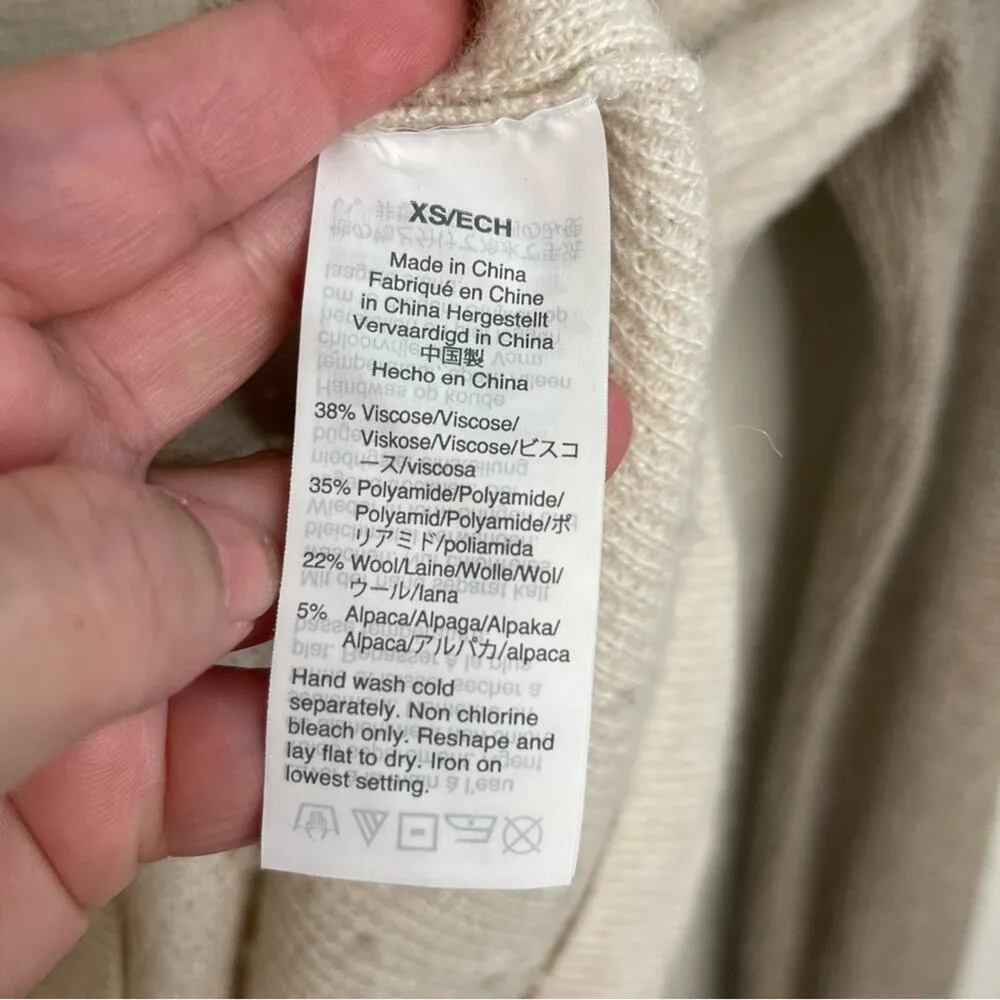 XS/ECH
Made in China
Fabriqué en Chine
in China Hergestellt
Vervaardigd in China
中国製
Hecho en China
38% Viscose/Viscose/
Viskose/Viscose/ビスコ
ース/viscosa
35% Polyamide/Polyamide/
Polyamid/Polyamide/ポ
リアミド/poliamida
22% Wool/Laine/Wolle/Wol/
ウール/lana
5% Alpaca/Alpaga/Alpaka/
Alpaca/アルパカ/alpaca
Hand wash cold
separately. Non chlorine
bleach only. Reshape and
lay flat to dry. Iron on
lowest setting.